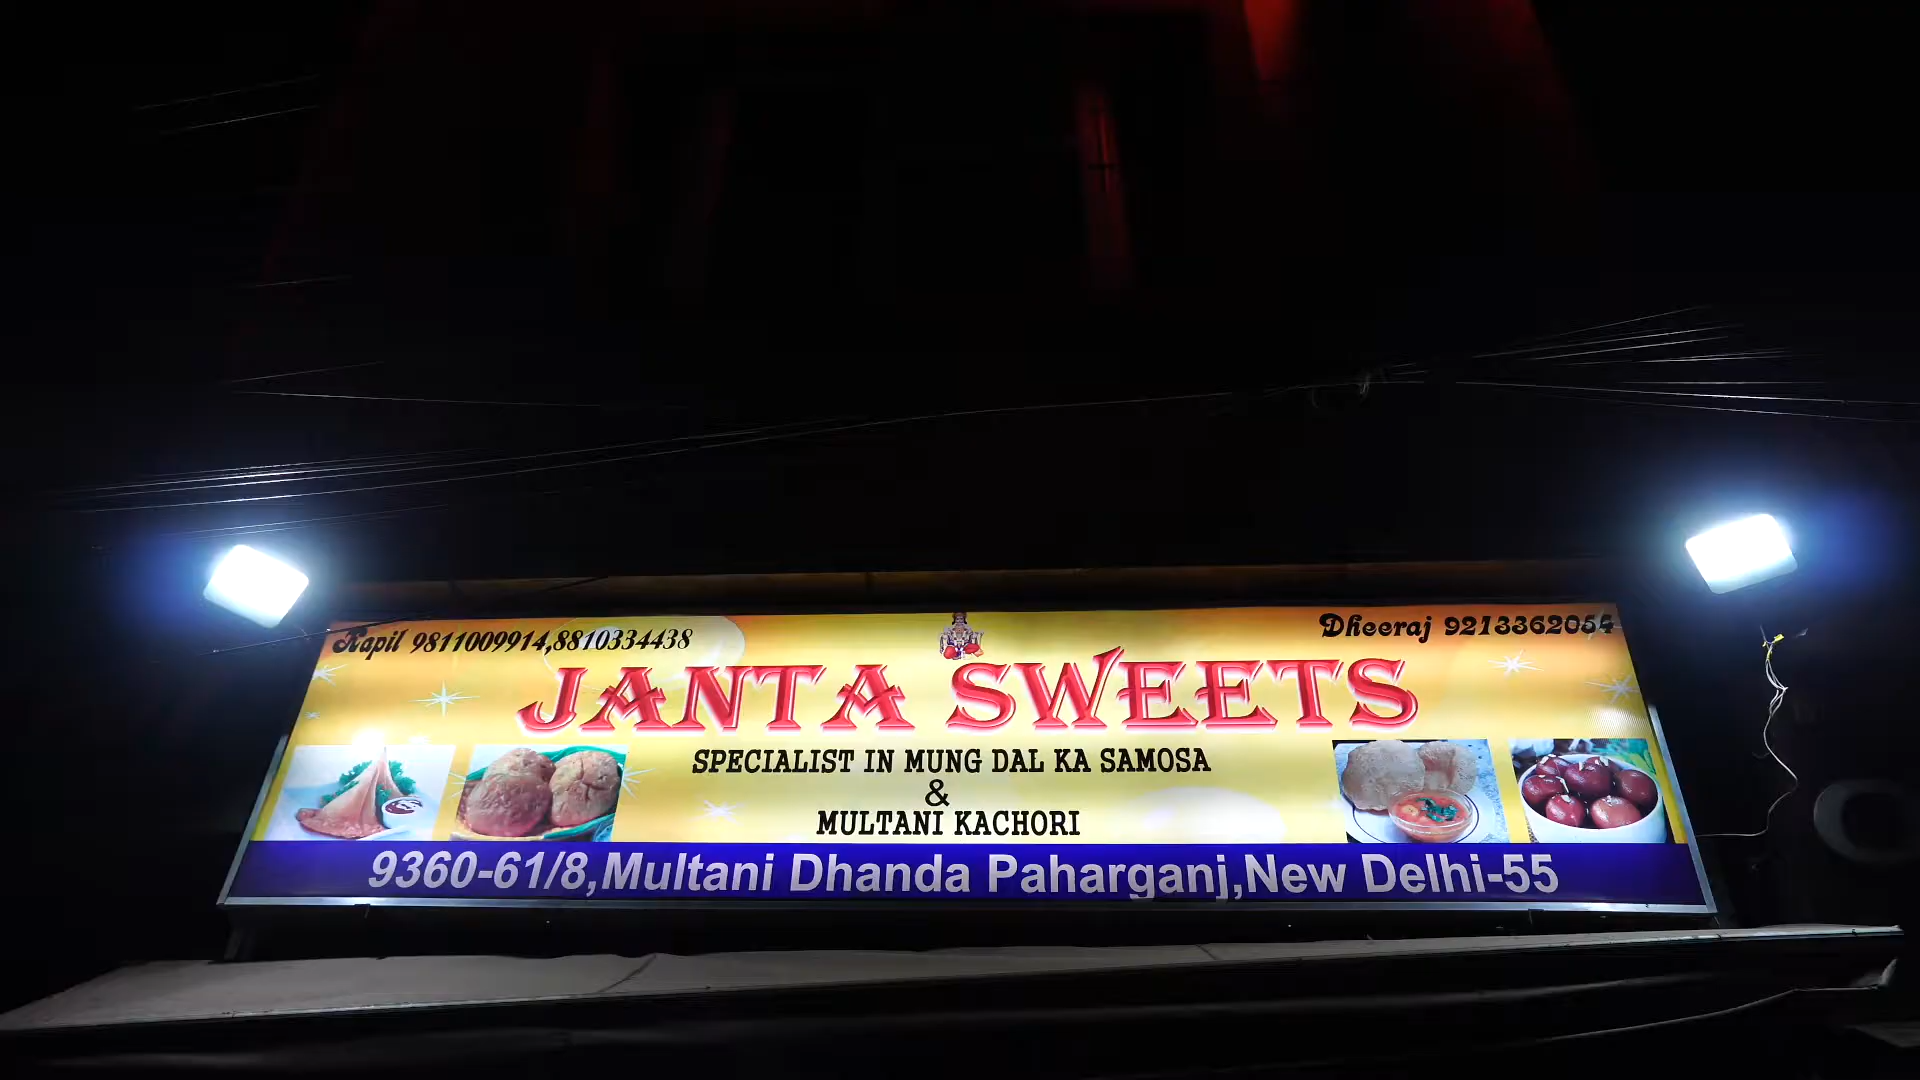 Kapil 9811009914,8810334438
Dheeraj 9213362054
JANTA SWEETS
SPECIALIST IN MUNG DAL KA SAMOSA
&
MULTANI KACHORI
9360-61/8,Multani Dhanda Paharganj,New Delhi-55